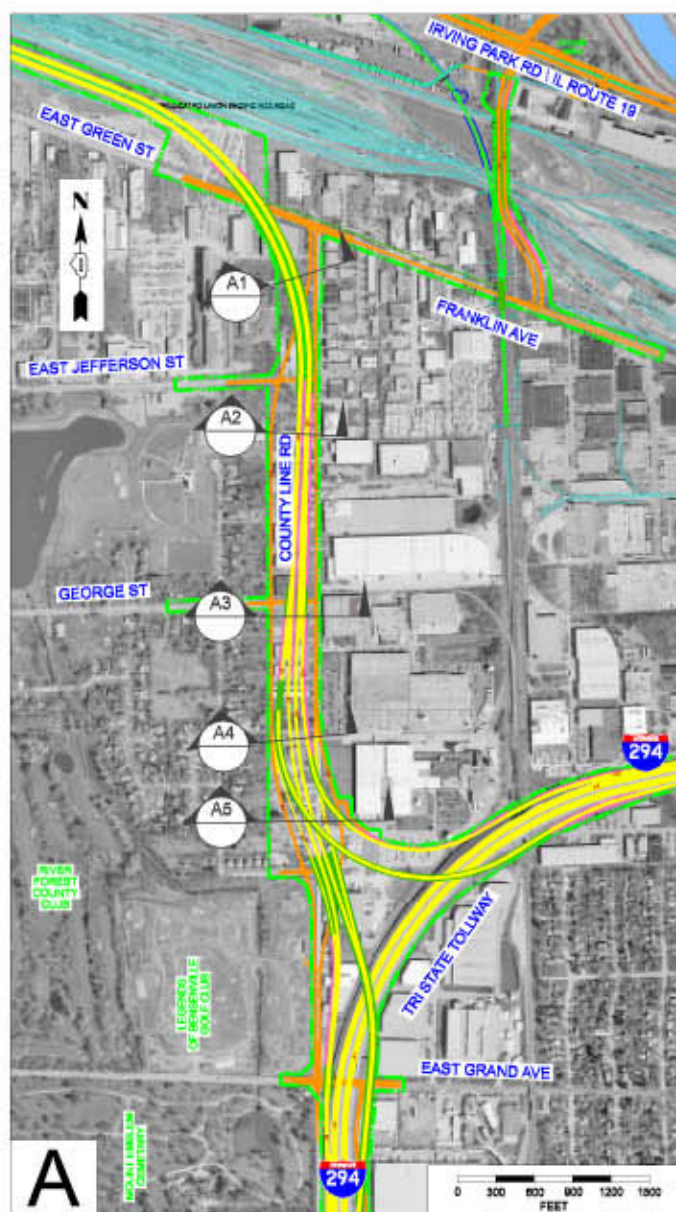 IRVING PARK RD | IL ROUTE 19
EAST GREEN ST
N
A1
FRANKLIN AVE
EAST JEFFERSON ST
A2
COUNTY LINE RD
GEORGE ST
A3
A4
294
A5
RIVER
FOREST
COUNTY
CLUB
TRI STATE TOLLWAY
LEGENDS
OF BENSENVILLE
GOLF CLUB
EAST GRAND AVE
MOUNT EMBLEM
CEMETERY
294
A
0 300 600 900 1200 1500
FEET